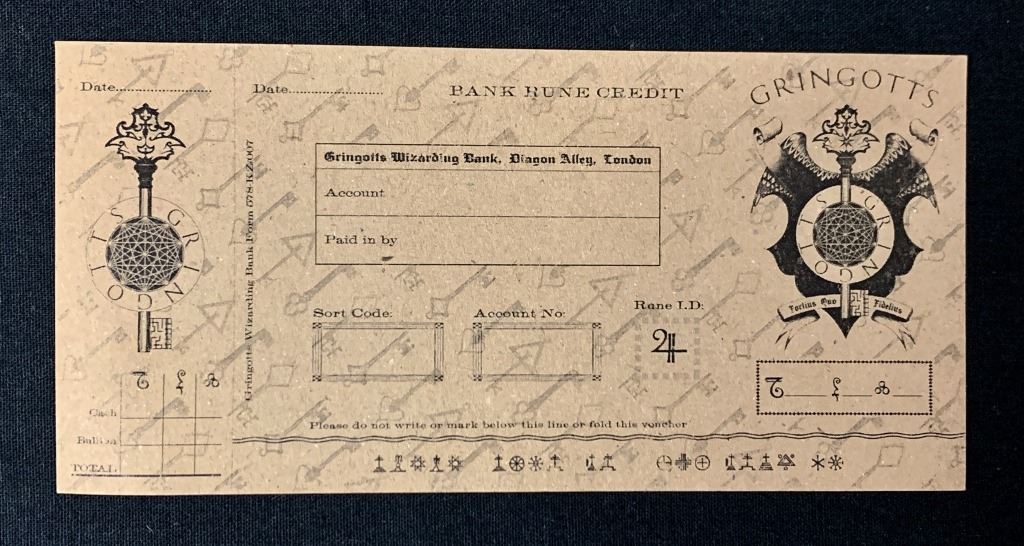 Date
Date
BANK RUNE CREDIT
GRINGOTTS
Gringotts Wizarding Bank, Diagon Alley, London
Account
Paid in by
GRINGOTTS
Gringotts Wizarding Bank Form 578-KZ2007
GRINGOTTS
Sort Code:
Account No:
Rune I.D:
Fortius Quo Fidelius
Cash
Bullion
TOTAL
Please do not write or mark below this line or fold this voucher